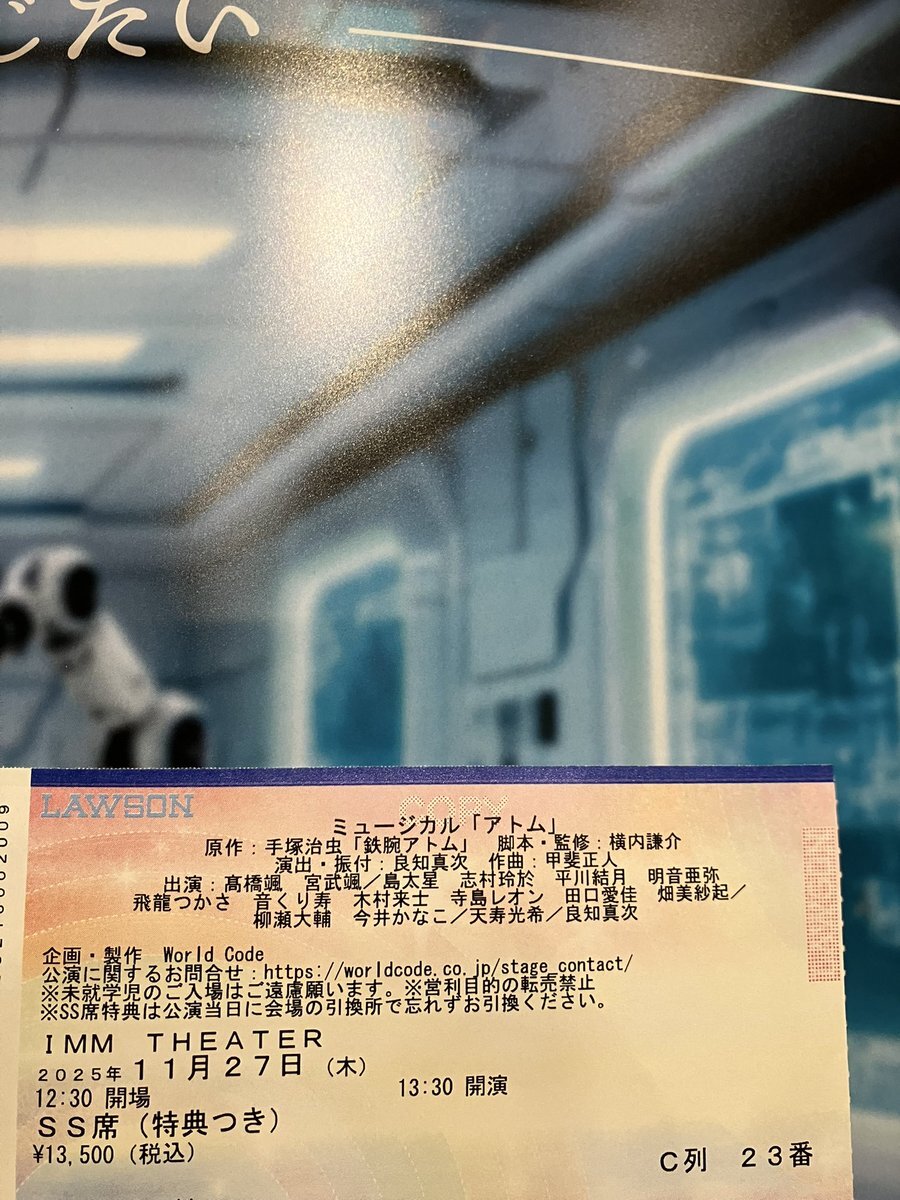 じたい
LAWSON
COPY
ミュージカル「アトム」
原作：手塚治虫「鉄腕アトム」　脚本・監修：横内謙介
演出・振付：良知真次　作曲：甲斐正人
出演：髙橋颯　宮武颯／島太星　志村玲於　平川結月　明音亜弥
飛龍つかさ　音くり寿　木村来士　寺島レオン　田口愛佳　畑美紗起／
柳瀬大輔　今井かなこ／天寿光希／良知真次
企画・製作　World Code
公演に関するお問合せ：https://worldcode.co.jp/stage_contact/
※未就学児のご入場はご遠慮願います。※営利目的の転売禁止
※SS席特典は公演当日に会場の引換所で忘れずお引換ください。
ＩＭＭ　ＴＨＥＡＴＥＲ
２０２５年１１月２７日（木）
12:30 開場　13:30 開演
ＳＳ席（特典つき）
¥13,500（税込）
Ｃ列　２３番